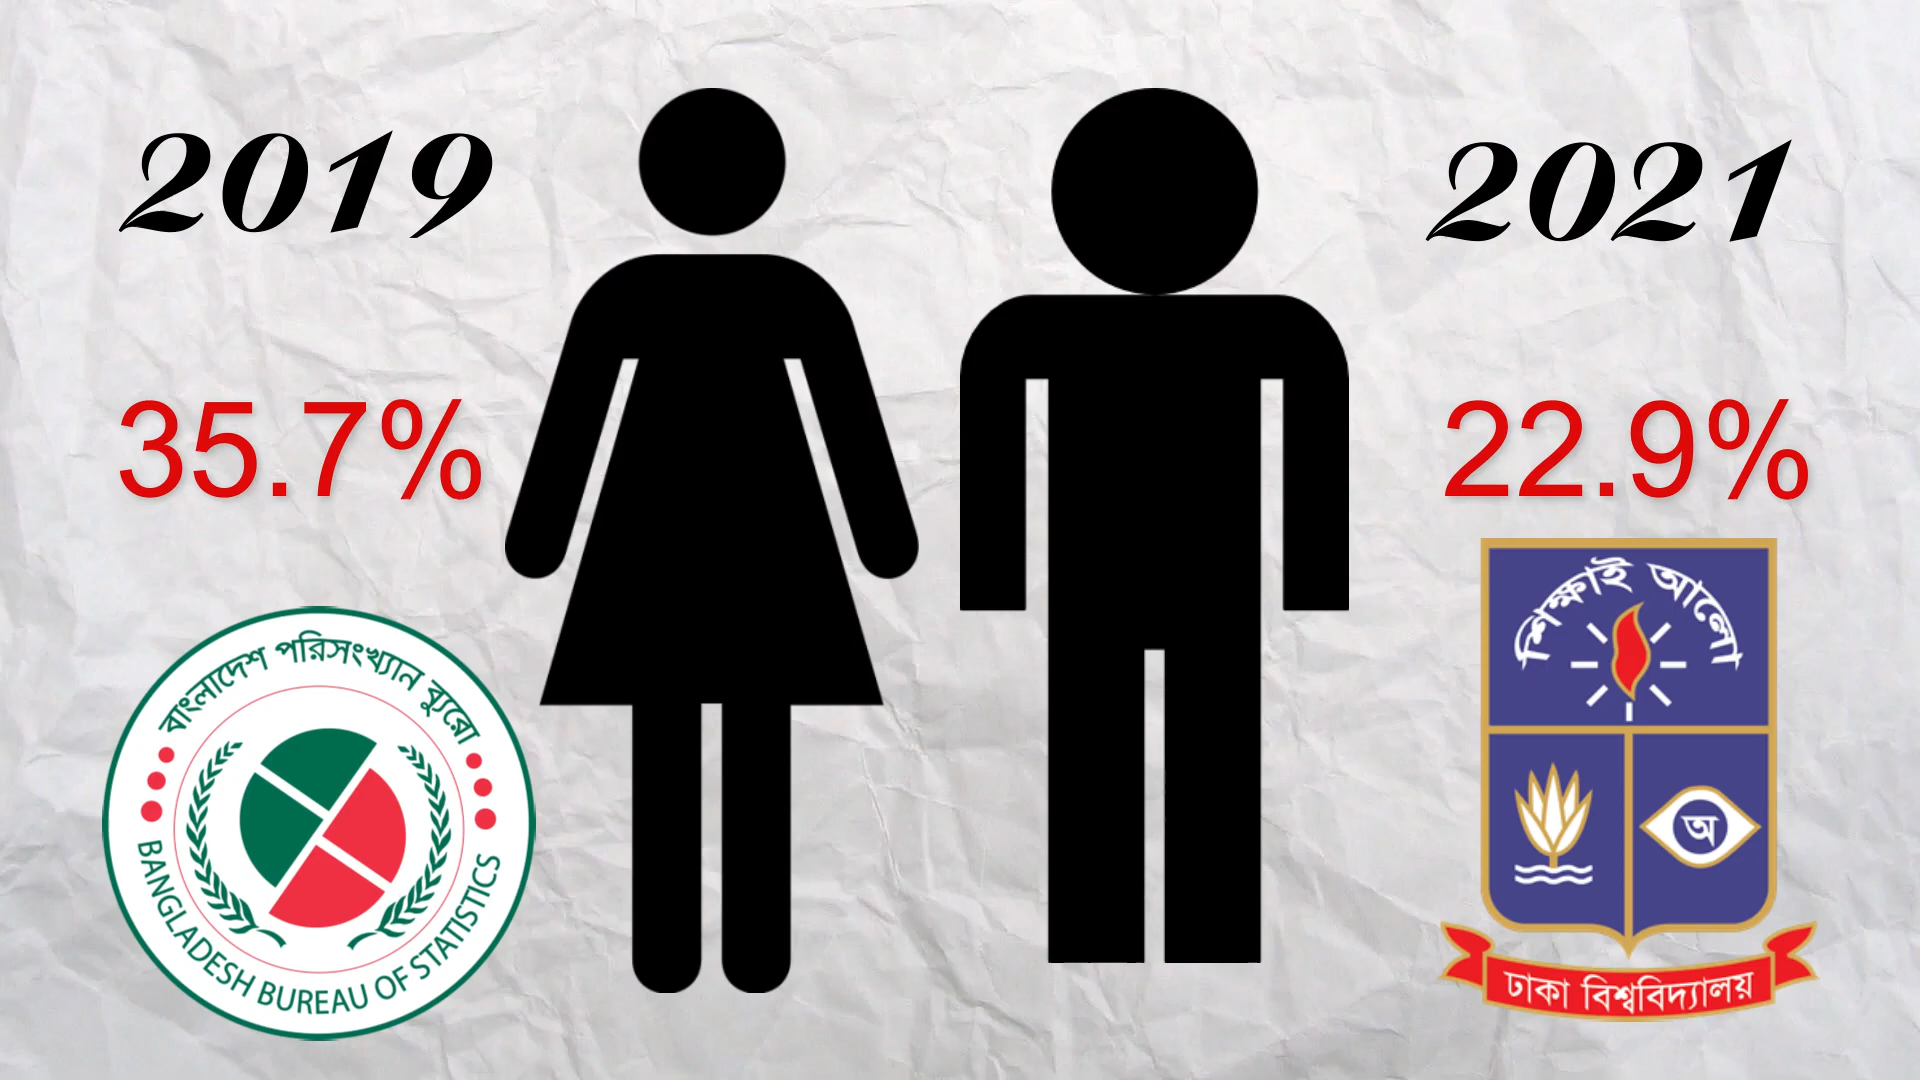 2019
2021
35.7%
22.9%
বাংলাদেশ পরিসংখ্যান ব্যুরো
BANGLADESH BUREAU OF STATISTICS
শিক্ষাই আলো
অ
ঢাকা বিশ্ববিদ্যালয়